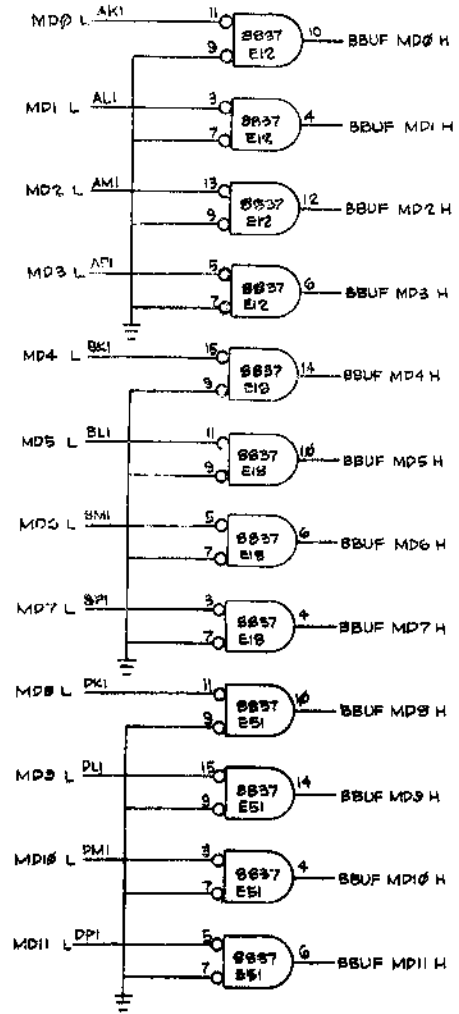 MDØ L AK1 11 8837 E12 10 BBUF MDØ H
9
MD1 L AL1 3 8837 E12 4 BBUF MD1 H
7
MD2 L AM1 13 8837 E12 12 BBUF MD2 H
9
MD3 L AP1 5 8837 E12 6 BBUF MD3 H
7
MD4 L BK1 15 8837 E18 14 BBUF MD4 H
9
MD5 L BL1 11 8837 E18 10 BBUF MD5 H
9
MD6 L BM1 5 8837 E18 6 BBUF MD6 H
7
MD7 L BP1 3 8837 E18 4 BBUF MD7 H
7
MD8 L DK1 11 8837 E51 10 BBUF MD8 H
9
MD9 L DL1 15 8837 E51 14 BBUF MD9 H
9
MD1Ø L DM1 3 8837 E51 4 BBUF MD1Ø H
7
MD11 L DP1 5 8837 E51 6 BBUF MD11 H
7